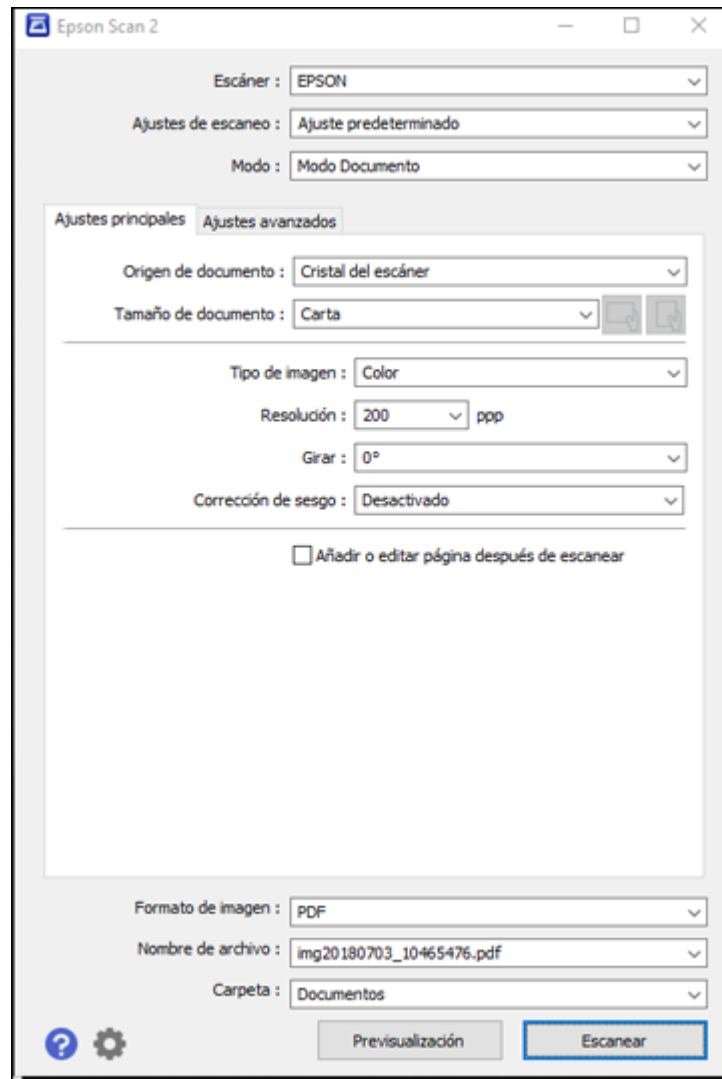 Epson Scan 2
Escáner : EPSON
Ajustes de escaneo : Ajuste predeterminado
Modo : Modo Documento
Ajustes principales Ajustes avanzados
Origen de documento : Cristal del escáner
Tamaño de documento : Carta
Tipo de imagen : Color
Resolución : 200 ppp
Girar : 0°
Corrección de sesgo : Desactivado
Añadir o editar página después de escanear
Formato de imagen : PDF
Nombre de archivo : img20180703_10465476.pdf
Carpeta : Documentos
? Previsualización Escanear